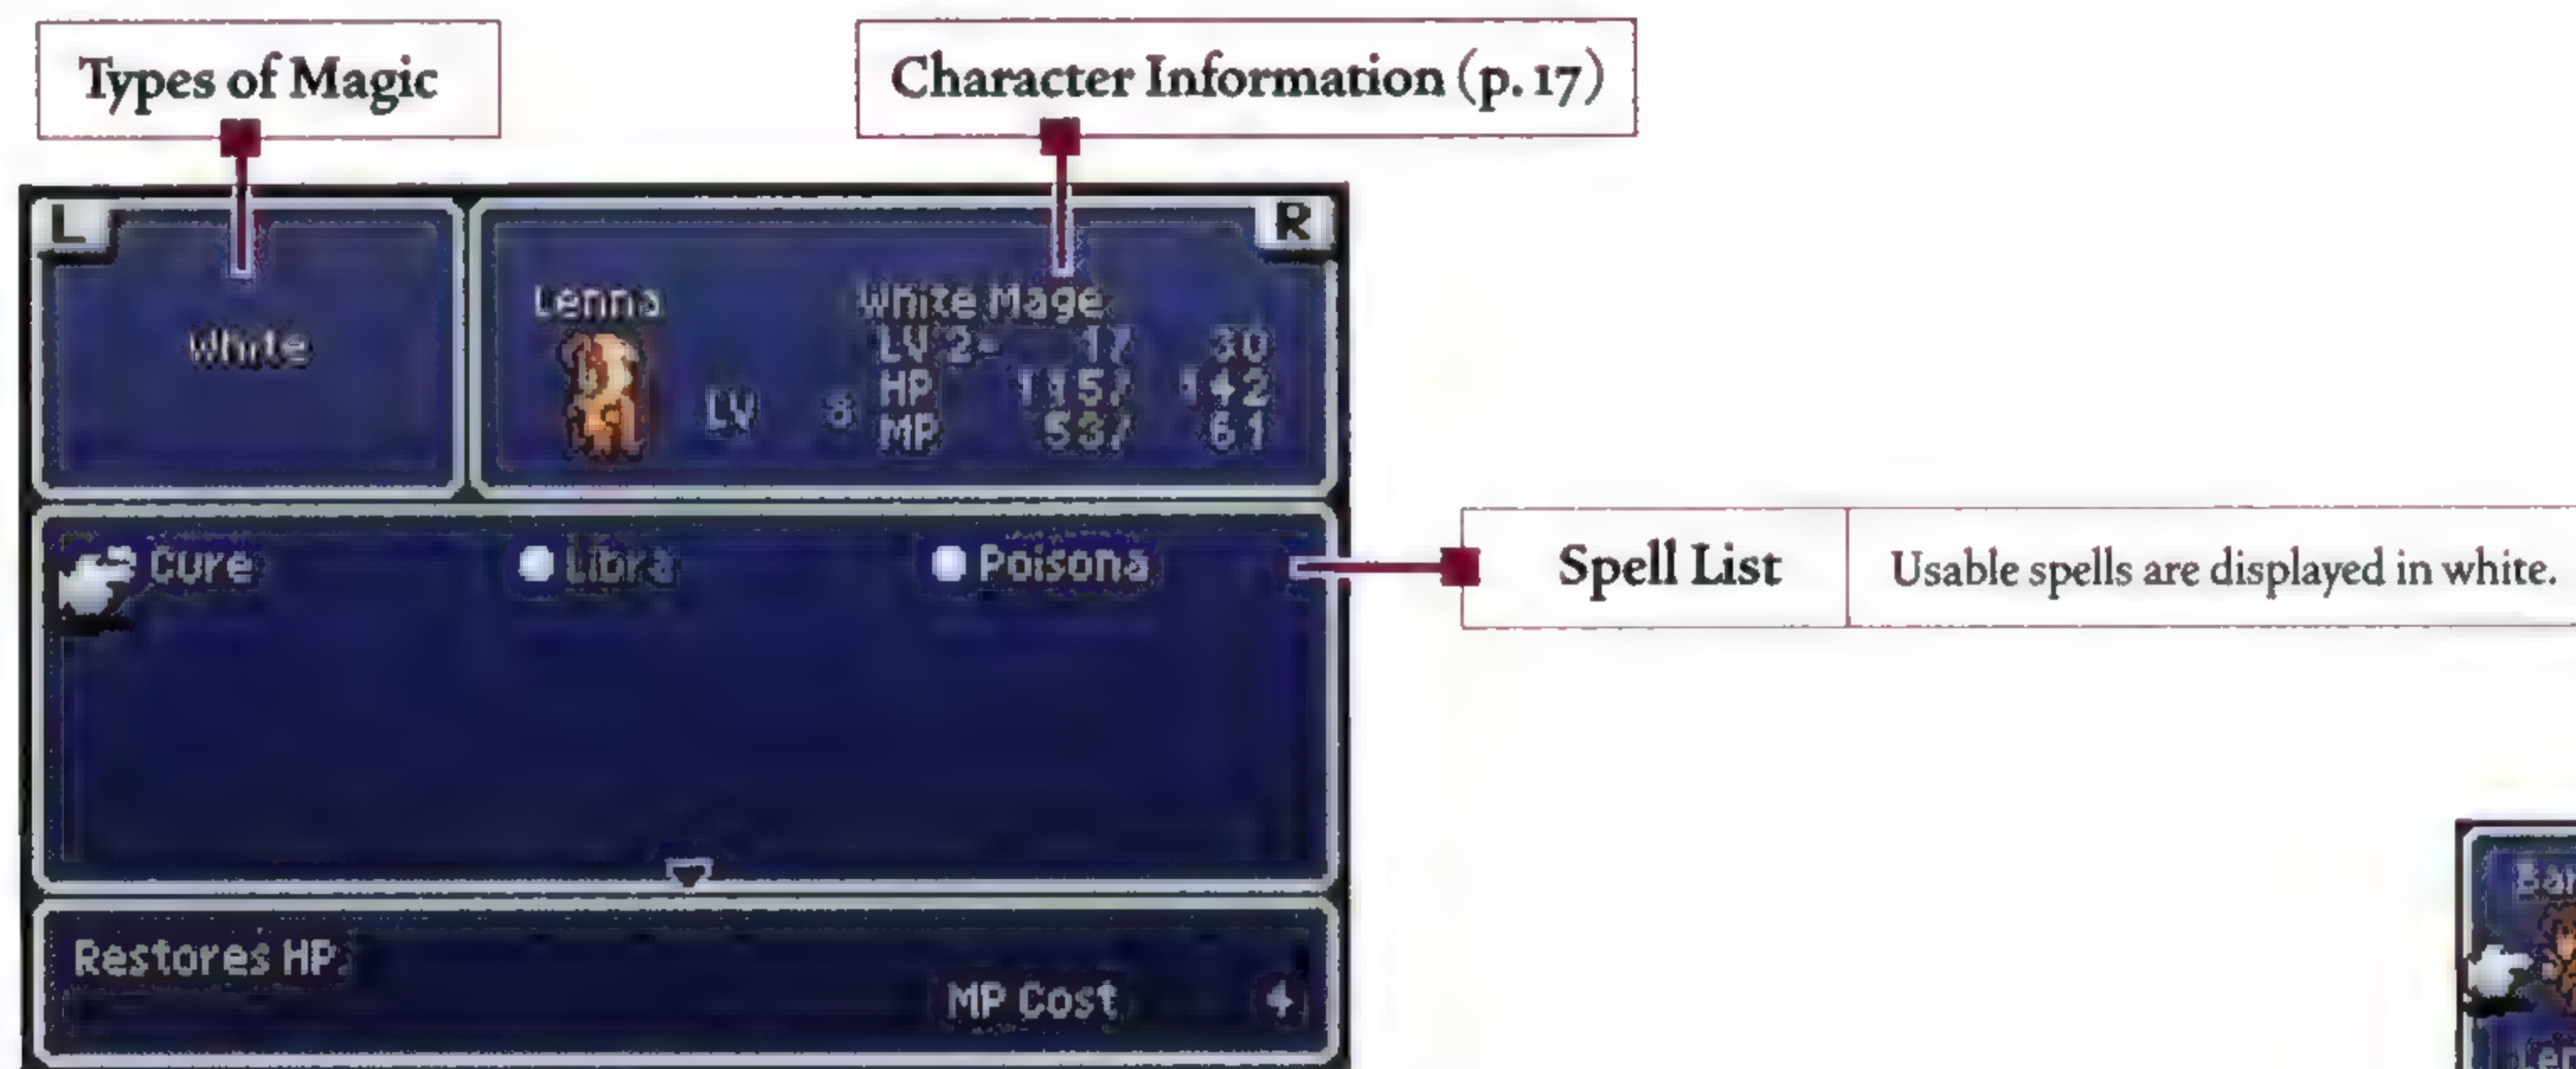 Types of Magic
Character Information (p. 17)
L
R
Lenna
White Mage
White
LV 2- 17 30
HP 115/ 142
LV 8
MP 53/ 61
Cure
Libra
Poisona
Spell List
Usable spells are displayed in white.
Restores HP.
MP Cost 4